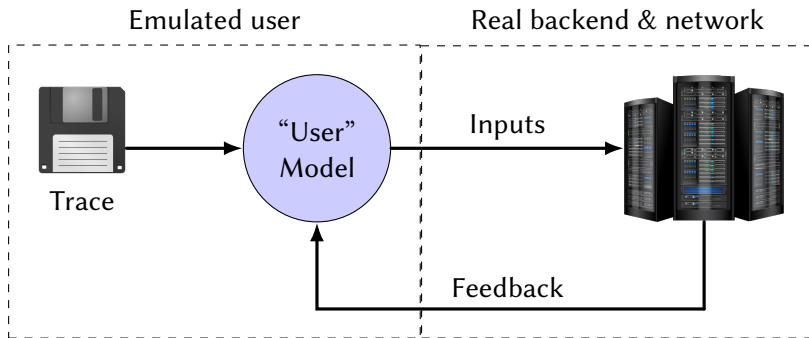 Emulated user
Real backend & network
“User”
Model
Inputs
Trace
Feedback